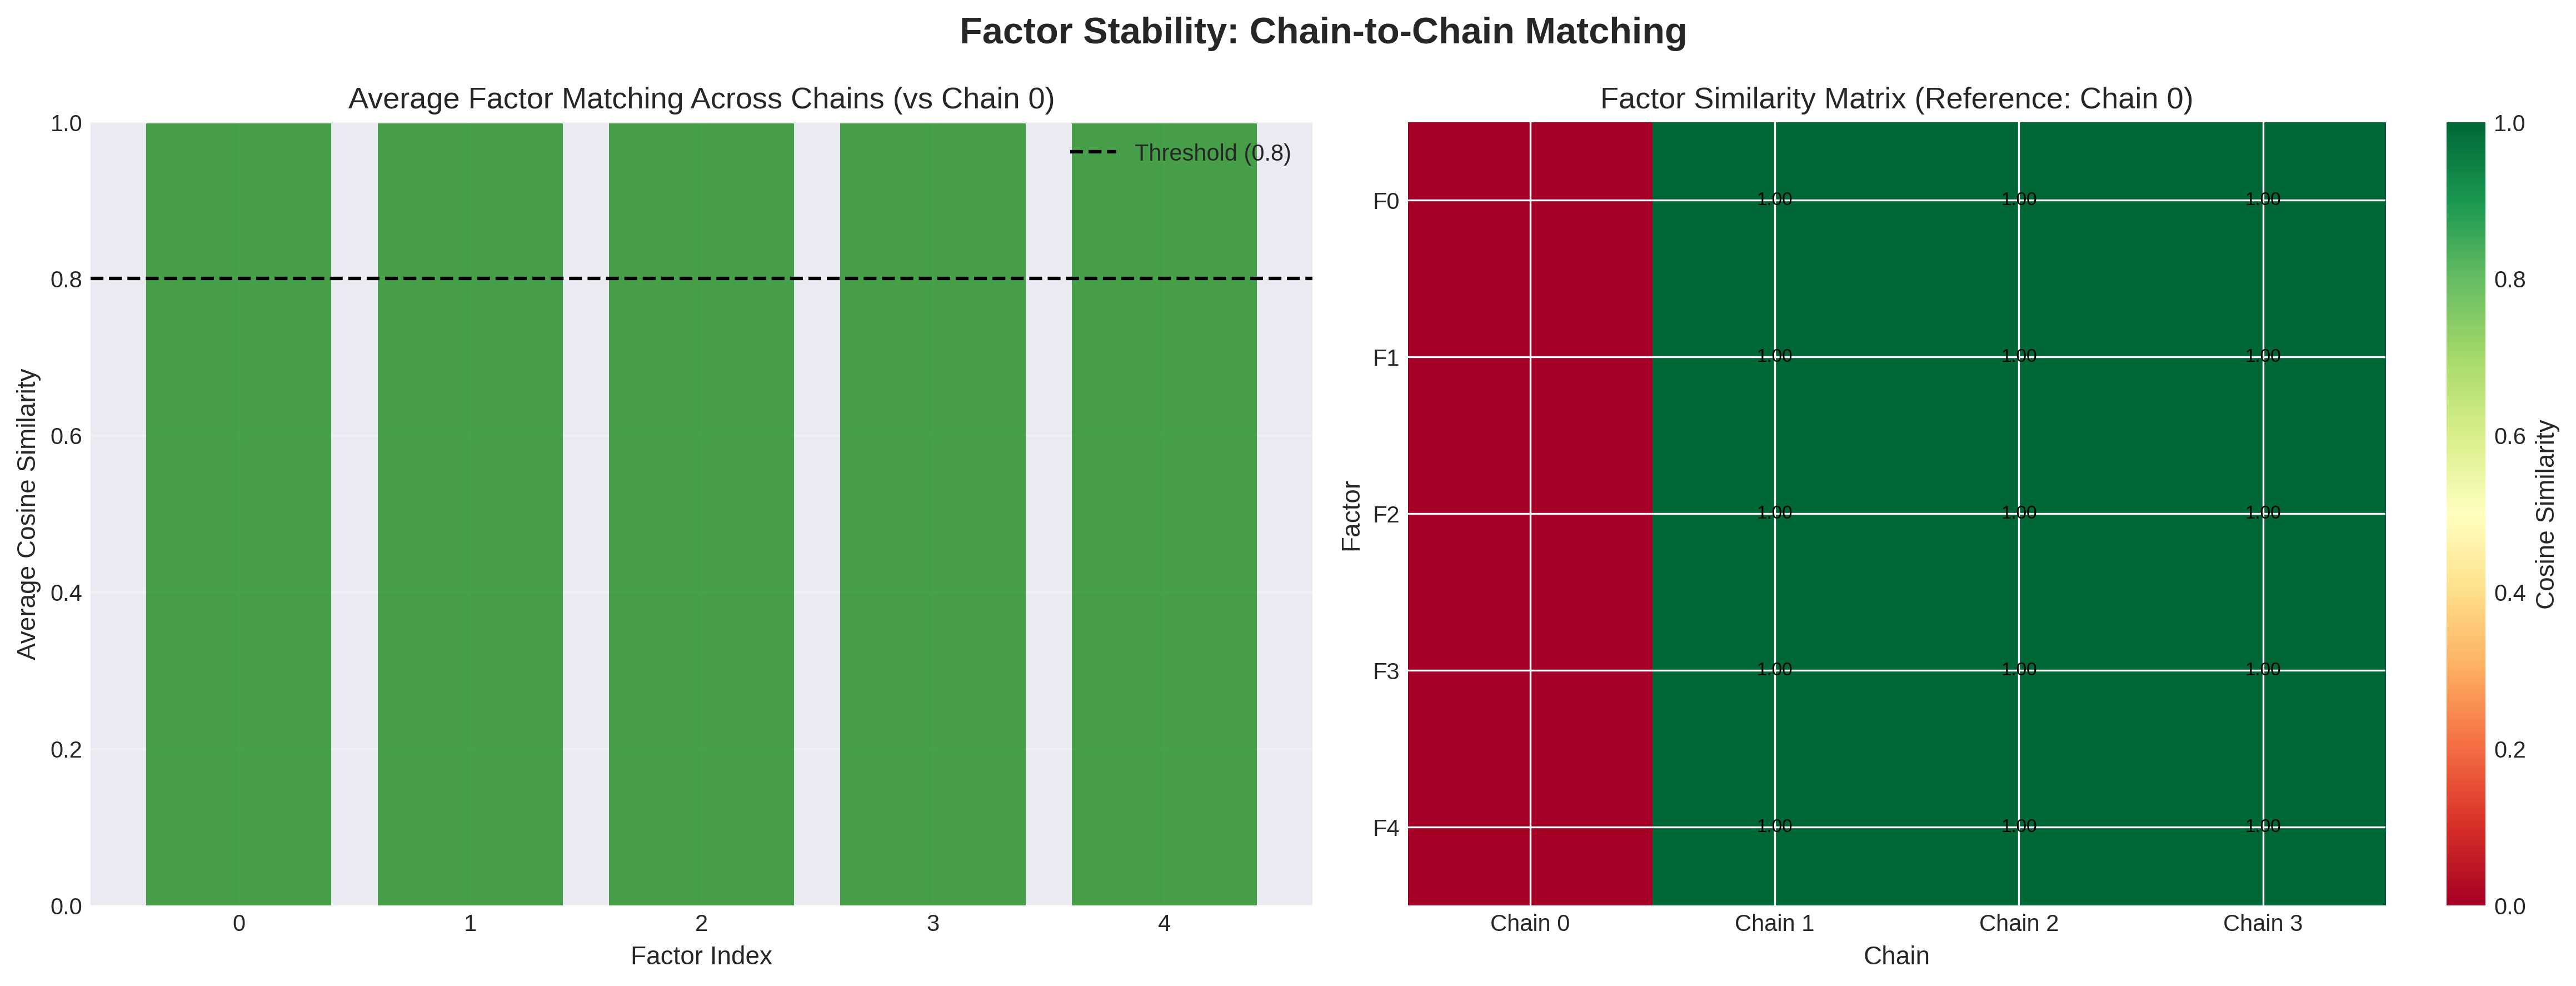 Factor Stability: Chain-to-Chain Matching
Average Factor Matching Across Chains (vs Chain 0)
1.0
0.8
0.6
0.4
0.2
0.0
Average Cosine Similarity
Threshold (0.8)
0 1 2 3 4
Factor Index
Factor Similarity Matrix (Reference: Chain 0)
Factor
F0 1.00 1.00 1.00
F1 1.00 1.00 1.00
F2 1.00 1.00 1.00
F3 1.00 1.00 1.00
F4 1.00 1.00 1.00
Chain 0 Chain 1 Chain 2 Chain 3
Chain
1.0
0.8
0.6
0.4
0.2
0.0
Cosine Similarity